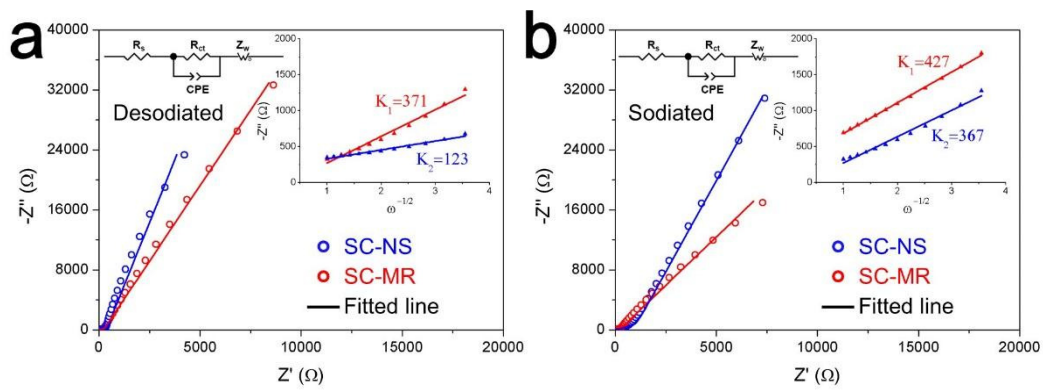 a
40000
32000
24000
16000
8000
0
-Z" (Ω)
0
5000
10000
15000
20000
Z' (Ω)
Rs
Rct
Zw
CPE
Desodiated
2000
1500
1000
500
0
-Z" (Ω)
0
1
2
3
4
ω^-1/2
K1=371
K2=123
SC-NS
SC-MR
Fitted line
b
40000
32000
24000
16000
8000
0
-Z" (Ω)
0
5000
10000
15000
20000
Z' (Ω)
Rs
Rct
Zw
CPE
Sodiated
2000
1500
1000
500
0
-Z" (Ω)
0
1
2
3
4
ω^-1/2
K1=427
K2=367
SC-NS
SC-MR
Fitted line